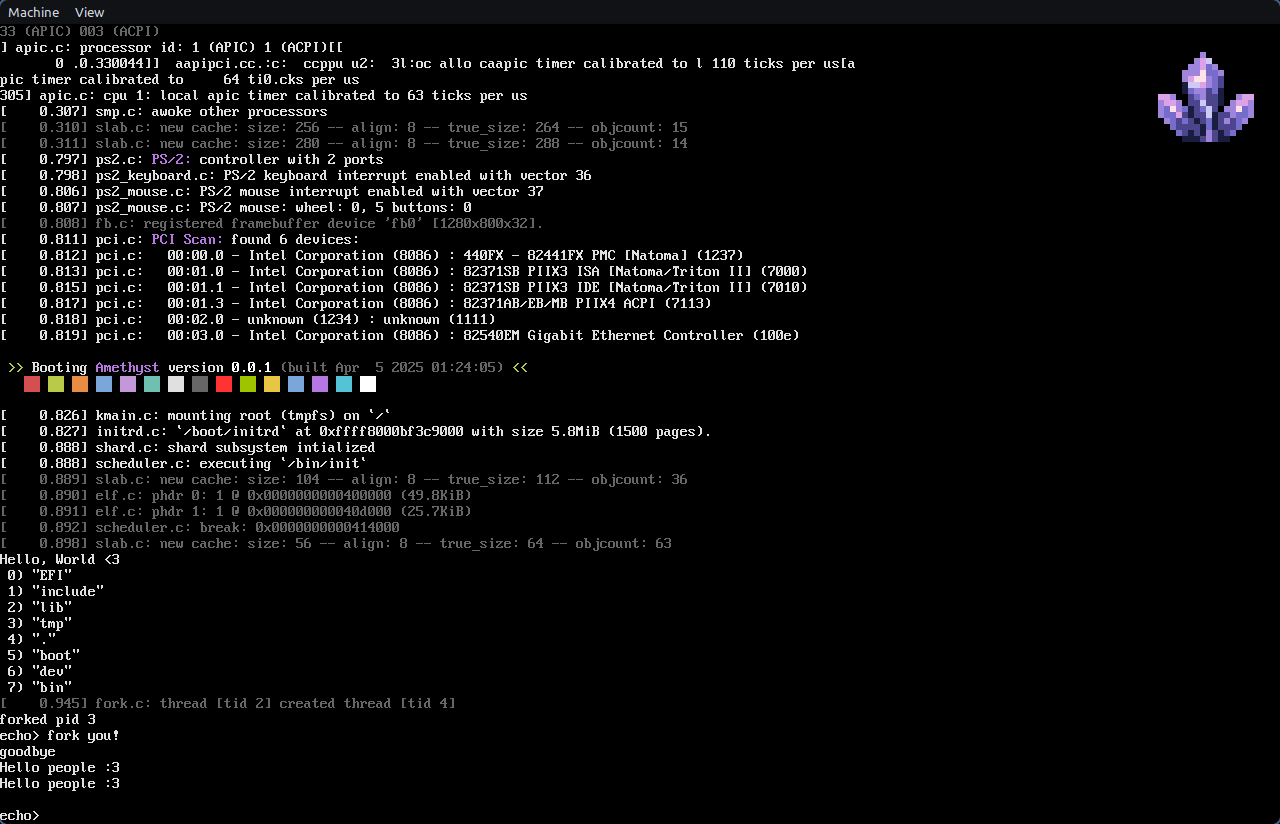 Machine View
33 (APIC) 003 (ACPI)
] apic.c: processor id: 1 (APIC) 1 (ACPI)[[
       0 .0.330044]]  aapipci.cc.:c:  ccppu u2:  3l:oc allo caapic timer calibrated to l 110 ticks per us[a
pic timer calibrated to     64 ti0.cks per us
305] apic.c: cpu 1: local apic timer calibrated to 63 ticks per us
[    0.307] smp.c: awoke other processors
[    0.310] slab.c: new cache: size: 256 -- align: 8 -- true_size: 264 -- objcount: 15
[    0.311] slab.c: new cache: size: 280 -- align: 8 -- true_size: 288 -- objcount: 14
[    0.797] ps2.c: PS/2: controller with 2 ports
[    0.798] ps2_keyboard.c: PS/2 keyboard interrupt enabled with vector 36
[    0.806] ps2_mouse.c: PS/2 mouse interrupt enabled with vector 37
[    0.807] ps2_mouse.c: PS/2 mouse: wheel: 0, 5 buttons: 0
[    0.808] fb.c: registered framebuffer device 'fb0' [1280x800x32].
[    0.811] pci.c: PCI Scan: found 6 devices:
[    0.812] pci.c:   00:00.0 - Intel Corporation (8086) : 440FX - 82441FX PMC [Natoma] (1237)
[    0.813] pci.c:   00:01.0 - Intel Corporation (8086) : 82371SB PIIX3 ISA [Natoma/Triton II] (7000)
[    0.815] pci.c:   00:01.1 - Intel Corporation (8086) : 82371SB PIIX3 IDE [Natoma/Triton II] (7010)
[    0.817] pci.c:   00:01.3 - Intel Corporation (8086) : 82371AB/EB/MB PIIX4 ACPI (7113)
[    0.818] pci.c:   00:02.0 - unknown (1234) : unknown (1111)
[    0.819] pci.c:   00:03.0 - Intel Corporation (8086) : 82540EM Gigabit Ethernet Controller (100e)
 >> Booting Amethyst version 0.0.1 (built Apr  5 2025 01:24:05) <<
[    0.826] kmain.c: mounting root (tmpfs) on `/`
[    0.827] initrd.c: `/boot/initrd` at 0xffff8000bf3c9000 with size 5.8MiB (1500 pages).
[    0.888] shard.c: shard subsystem intialized
[    0.888] scheduler.c: executing `/bin/init`
[    0.889] slab.c: new cache: size: 104 -- align: 8 -- true_size: 112 -- objcount: 36
[    0.890] elf.c: phdr 0: 1 @ 0x0000000000400000 (49.8KiB)
[    0.891] elf.c: phdr 1: 1 @ 0x000000000040d000 (25.7KiB)
[    0.892] scheduler.c: break: 0x0000000000414000
[    0.898] slab.c: new cache: size: 56 -- align: 8 -- true_size: 64 -- objcount: 63
Hello, World <3
 0) "EFI"
 1) "include"
 2) "lib"
 3) "tmp"
 4) "."
 5) "boot"
 6) "dev"
 7) "bin"
[    0.945] fork.c: thread [tid 2] created thread [tid 4]
forked pid 3
echo> fork you!
goodbye
Hello people :3
Hello people :3
echo>